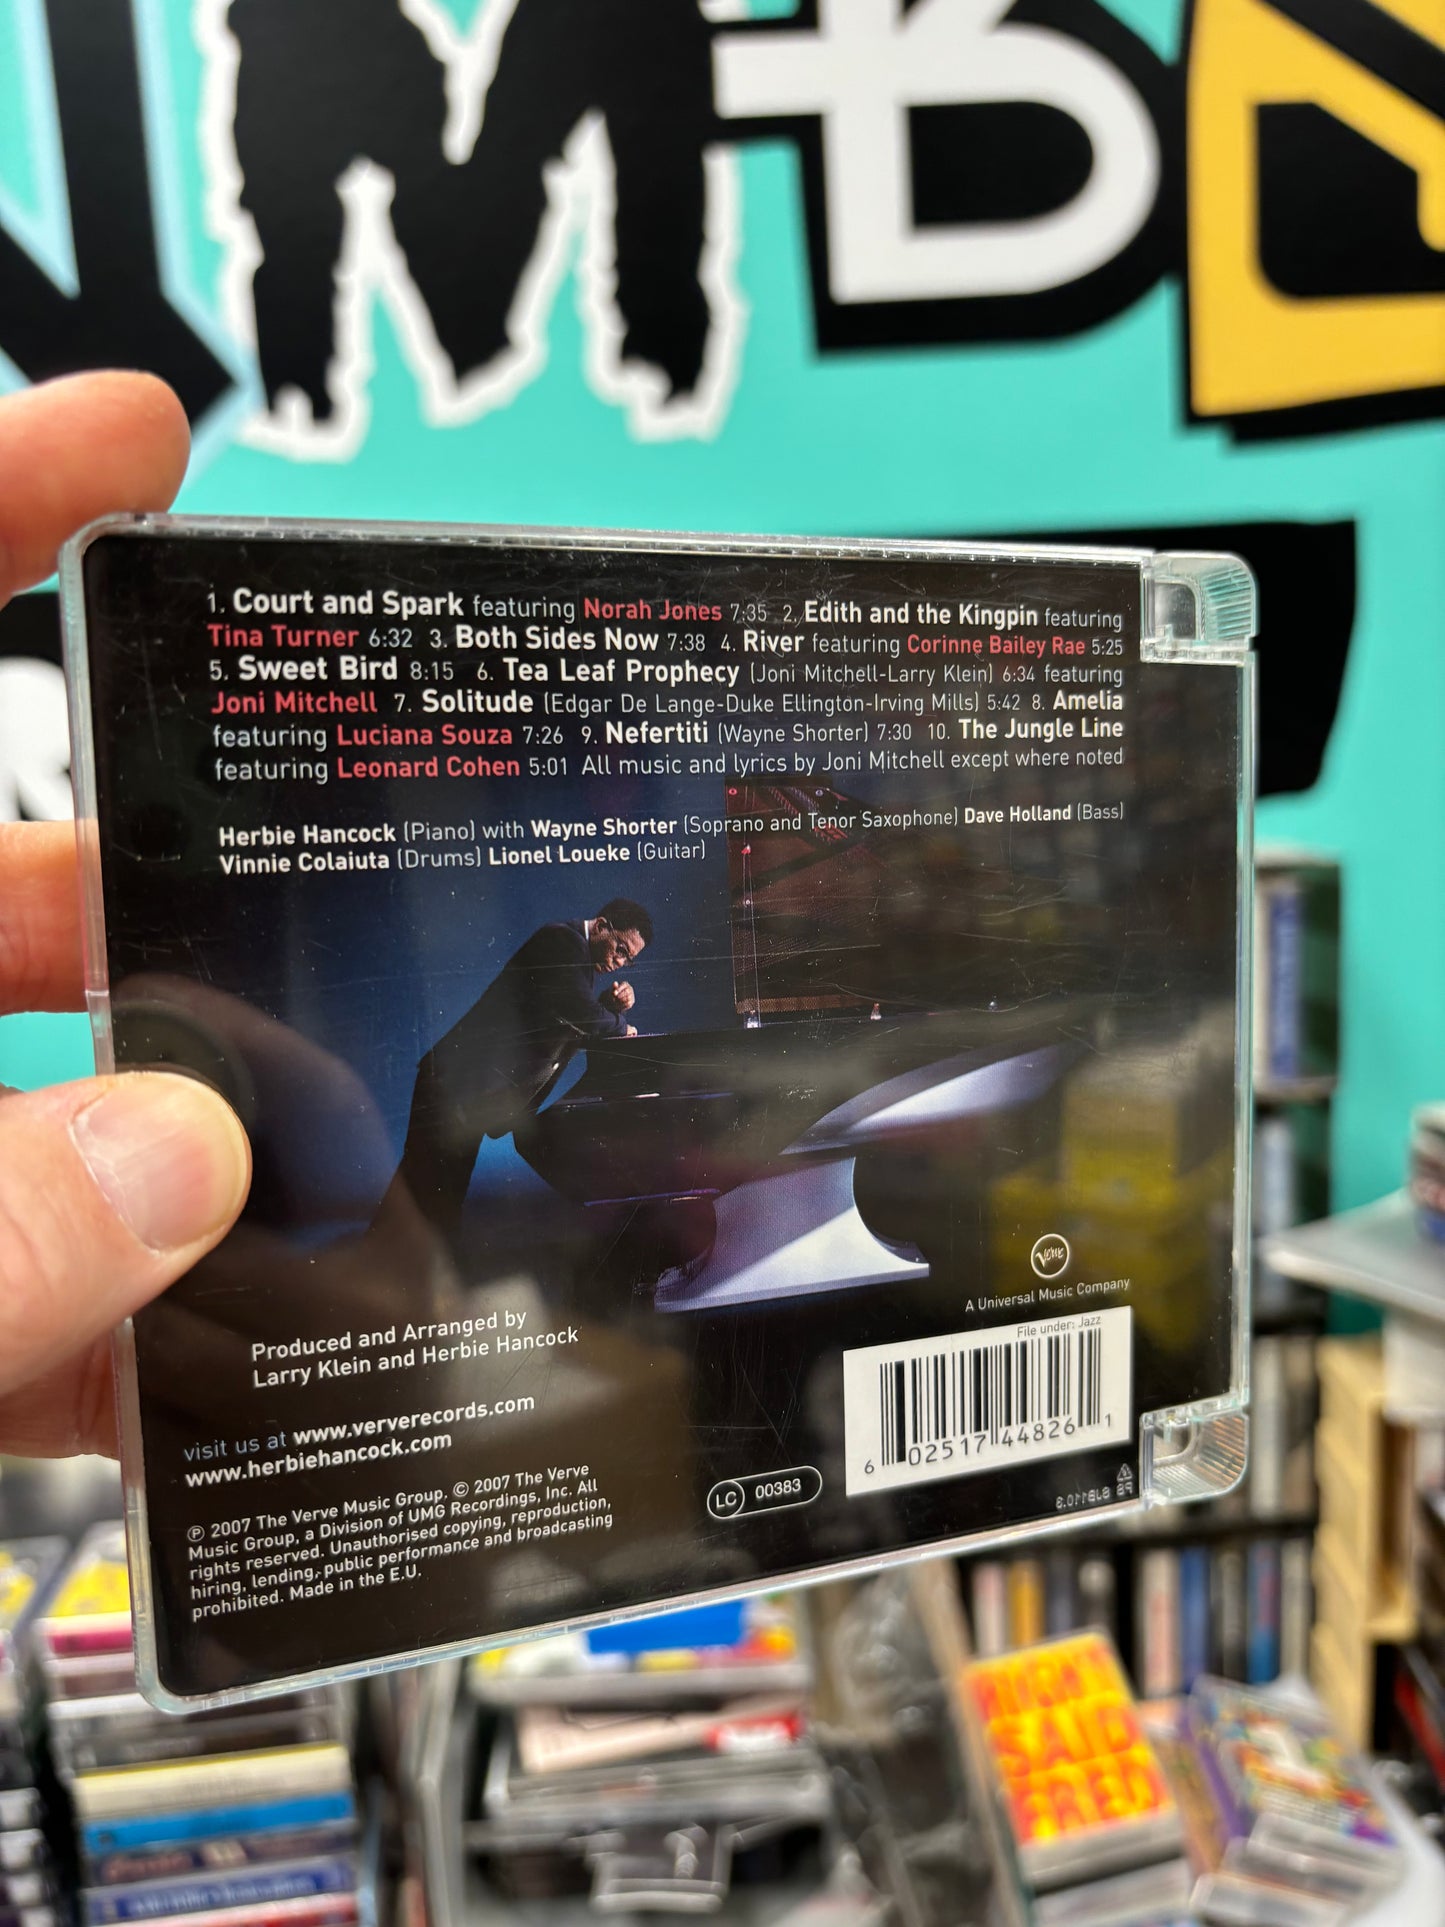 1. Court and Spark featuring Norah Jones 7:35 2. Edith and the Kingpin featuring
Tina Turner 6:32 3. Both Sides Now 7:38 4. River featuring Corinne Bailey Rae 5:25
5. Sweet Bird 8:15 6. Tea Leaf Prophecy (Joni Mitchell-Larry Klein) 6:34 featuring
Joni Mitchell 7. Solitude (Edgar De Lange-Duke Ellington-Irving Mills) 5:42 8. Amelia
featuring Luciana Souza 7:26 9. Nefertiti (Wayne Shorter) 7:30 10. The Jungle Line
featuring Leonard Cohen 5:01 All music and lyrics by Joni Mitchell except where noted
Herbie Hancock (Piano) with Wayne Shorter (Soprano and Tenor Saxophone) Dave Holland (Bass)
Vinnie Colaiuta (Drums) Lionel Loueke (Guitar)
Verve
A Universal Music Company
Produced and Arranged by
Larry Klein and Herbie Hancock
File under: Jazz
6 02517 44826 1
visit us at www.ververecords.com
www.herbiehancock.com
LC 00383
℗ 2007 The Verve Music Group. © 2007 The Verve
Music Group, a Division of UMG Recordings, Inc. All
rights reserved. Unauthorised copying, reproduction,
hiring, lending, public performance and broadcasting
prohibited. Made in the E.U.
RIGHT
SAID
FRED